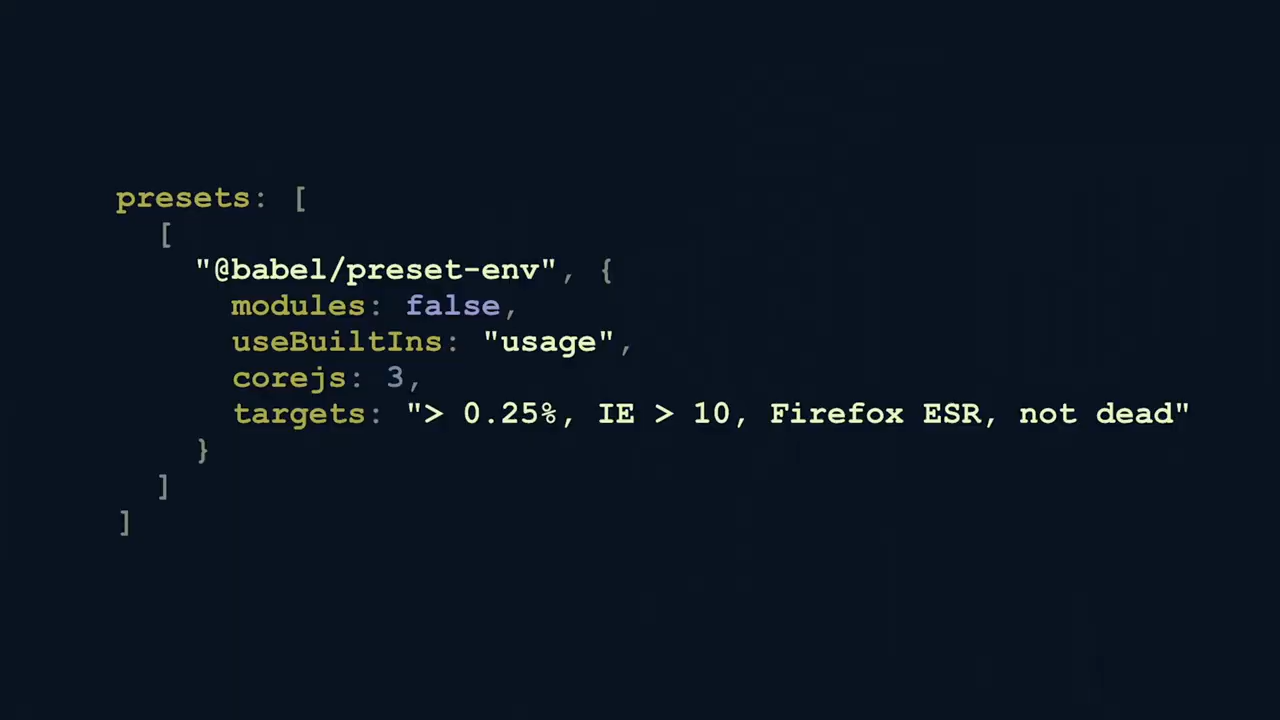 presets: [
[
"@babel/preset-env", {
modules: false,
useBuiltIns: "usage",
corejs: 3,
targets: "> 0.25%, IE > 10, Firefox ESR, not dead"
}
]
]